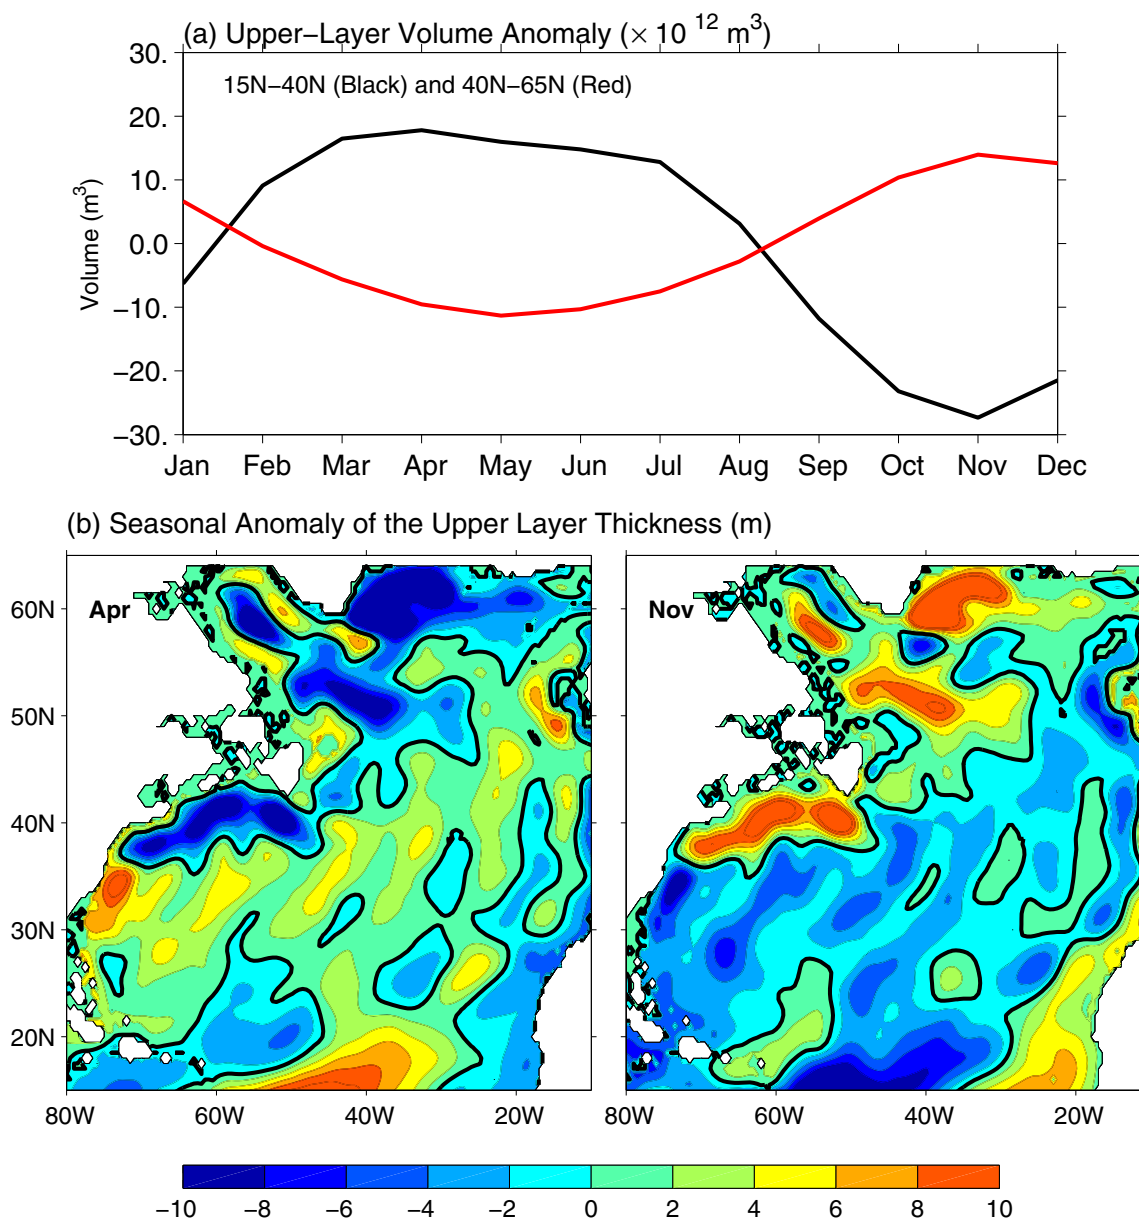 (a) Upper−Layer Volume Anomaly (× 10 12 m3)
30.
15N−40N (Black) and 40N−65N (Red)
20.
10.
0.0
−10.
−20.
−30.
Volume (m3)
Jan Feb Mar Apr May Jun Jul Aug Sep Oct Nov Dec
(b) Seasonal Anomaly of the Upper Layer Thickness (m)
60N Apr Nov
50N
40N
30N
20N
80W 60W 40W 20W 80W 60W 40W 20W
−10 −8 −6 −4 −2 0 2 4 6 8 10